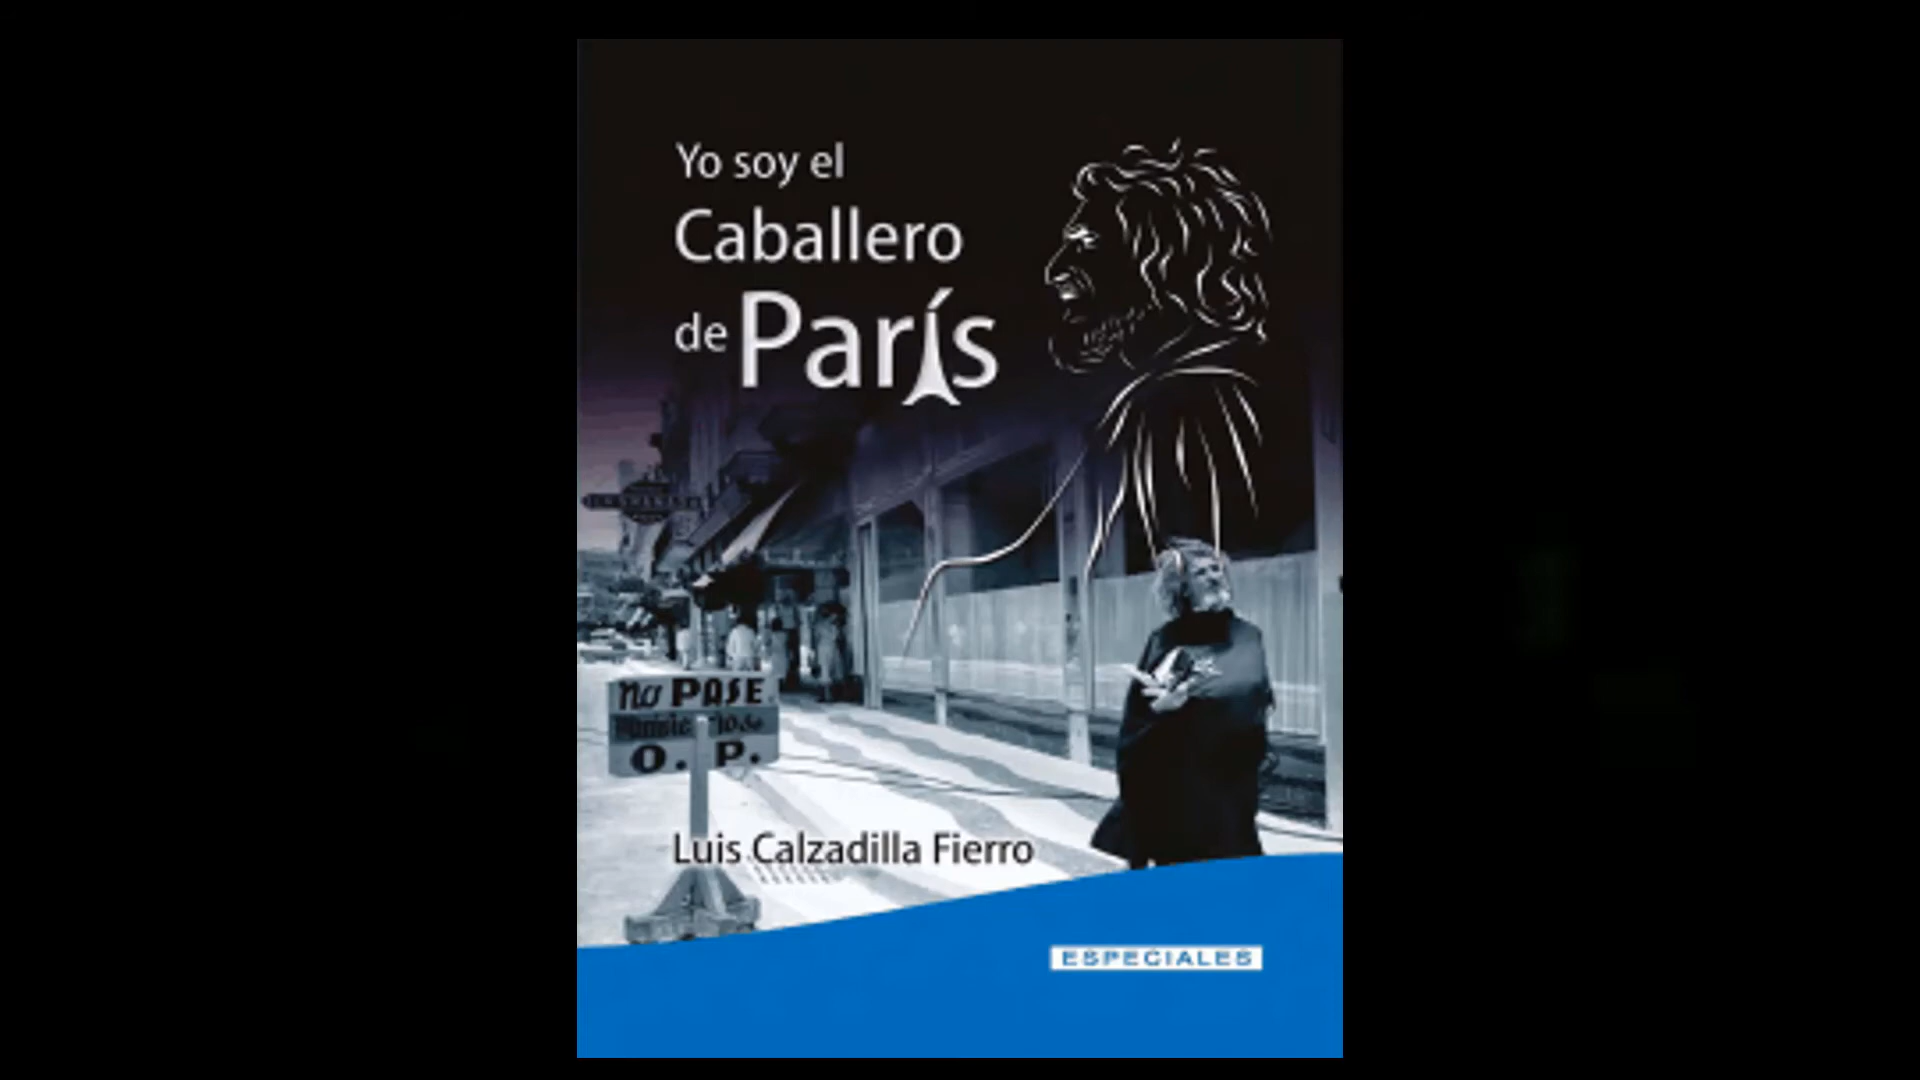 Yo soy el
Caballero
de París
no PASE.
O. P.
Luis Calzadilla Fierro
ESPECIALES